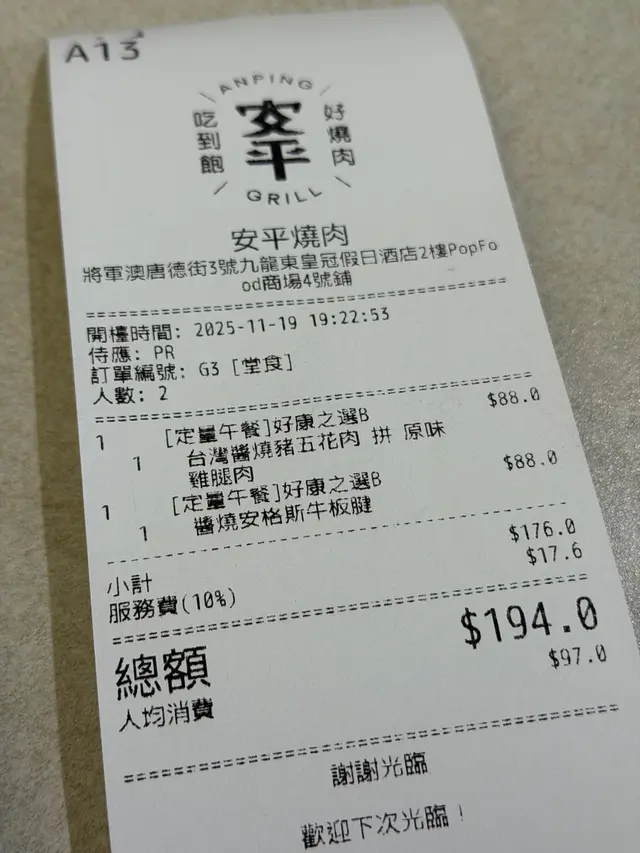 A13
ANPING
吃到飽
安平
好燒肉
GRILL
安平燒肉
將軍澳唐德街3號九龍東皇冠假日酒店2樓PopFo
od商場4號鋪
開檯時間: 2025-11-19 19:22:53
侍應: PR
訂單編號: G3 [堂食]
人數: 2
1 [定量午餐]好康之選B $88.0
1 台灣醬燒豬五花肉 拼 原味
雞腿肉
1 [定量午餐]好康之選B $88.0
1 醬燒安格斯牛板腱
小計 $176.0
服務費(10%) $17.6
總額 $194.0
人均消費 $97.0
謝謝光臨
歡迎下次光臨！